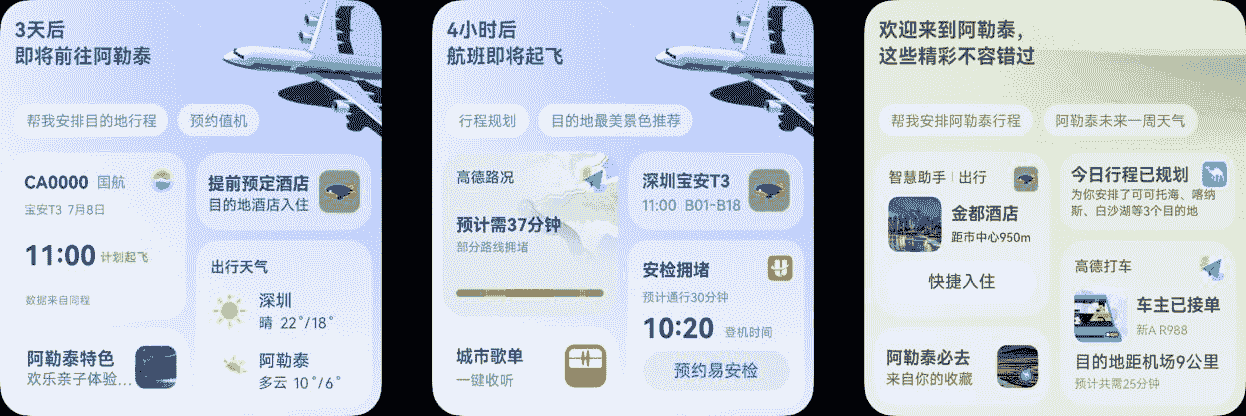 3天后
即将前往阿勒泰
帮我安排目的地行程
预约值机
CA0000 国航
宝安T3 7月8日
11:00 计划起飞
数据来自同程
提前预定酒店
目的地酒店入住
出行天气
深圳
晴 22°/18°
阿勒泰
多云 10°/6°
阿勒泰特色
欢乐亲子体验...
4小时后
航班即将起飞
行程规划
目的地最美景色推荐
高德路况
预计需37分钟
部分路线拥堵
深圳宝安T3
11:00 B01-B18
安检拥堵
预计通行30分钟
10:20 登机时间
预约易安检
城市歌单
一键收听
欢迎来到阿勒泰，
这些精彩不容错过
帮我安排阿勒泰行程
阿勒泰未来一周天气
智慧助手 | 出行
金都酒店
距市中心950m
快捷入住
今日行程已规划
为你安排了可可托海、喀纳
斯、白沙湖等3个目的地
高德打车
车主已接单
新A R988
目的地距机场9公里
预计共需25分钟
阿勒泰必去
来自你的收藏